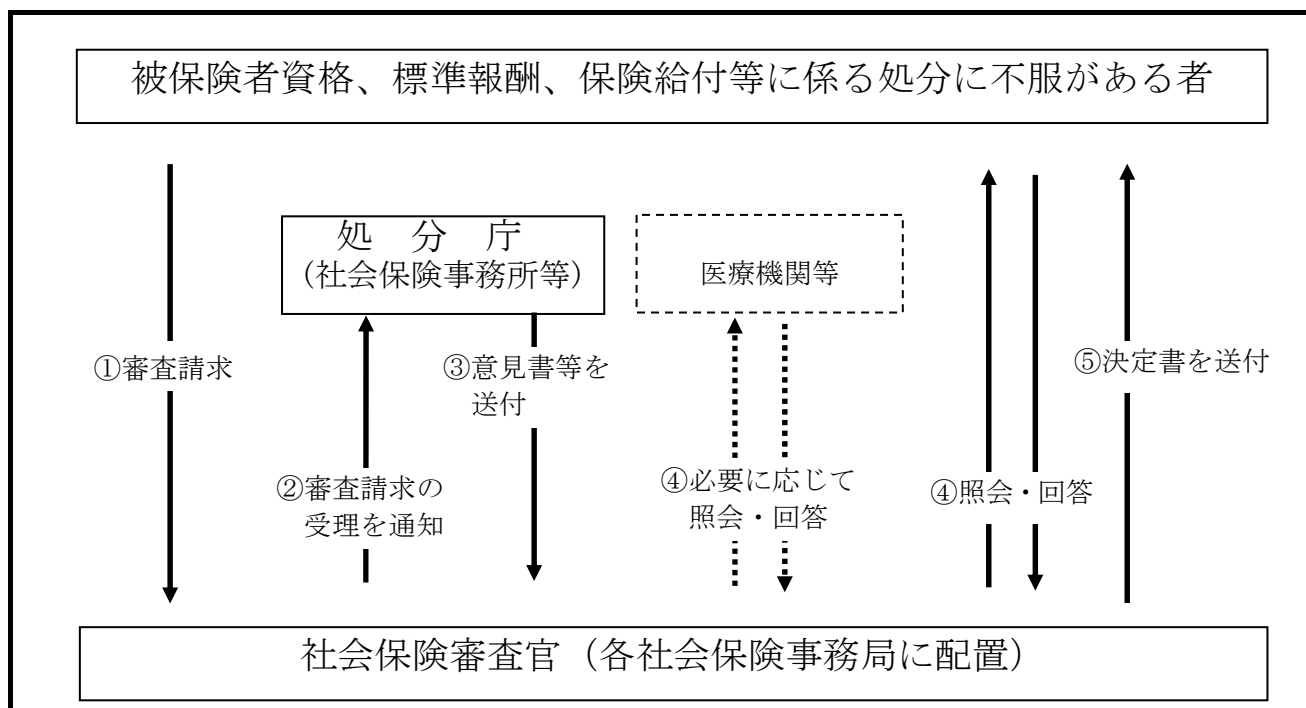 被保険者資格、標準報酬、保険給付等に係る処分に不服がある者
処　分　庁
（社会保険事務所等）
医療機関等
①審査請求
③意見書等を
送付
⑤決定書を送付
②審査請求の
受理を通知
④必要に応じて
照会・回答
④照会・回答
社会保険審査官（各社会保険事務局に配置）